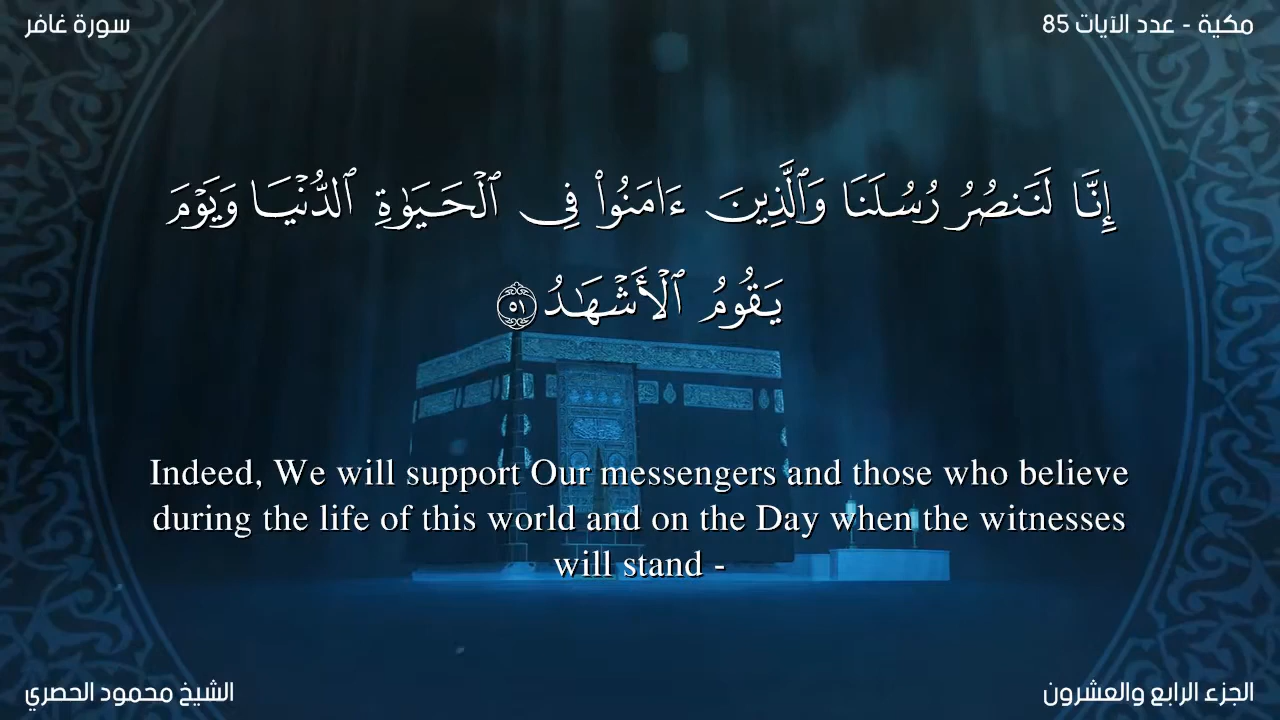 سورة غافر
مكية - عدد الآيات 85
إِنَّا لَنَنصُرُ رُسُلَنَا وَٱلَّذِينَ ءَامَنُوا۟ فِى ٱلْحَيَوٰةِ ٱلدُّنْيَا وَيَوْمَ
يَقُومُ ٱلْأَشْهَـٰدُ ٥١
Indeed, We will support Our messengers and those who believe
during the life of this world and on the Day when the witnesses
will stand -
الشيخ محمود الحصري
الجزء الرابع والعشرون